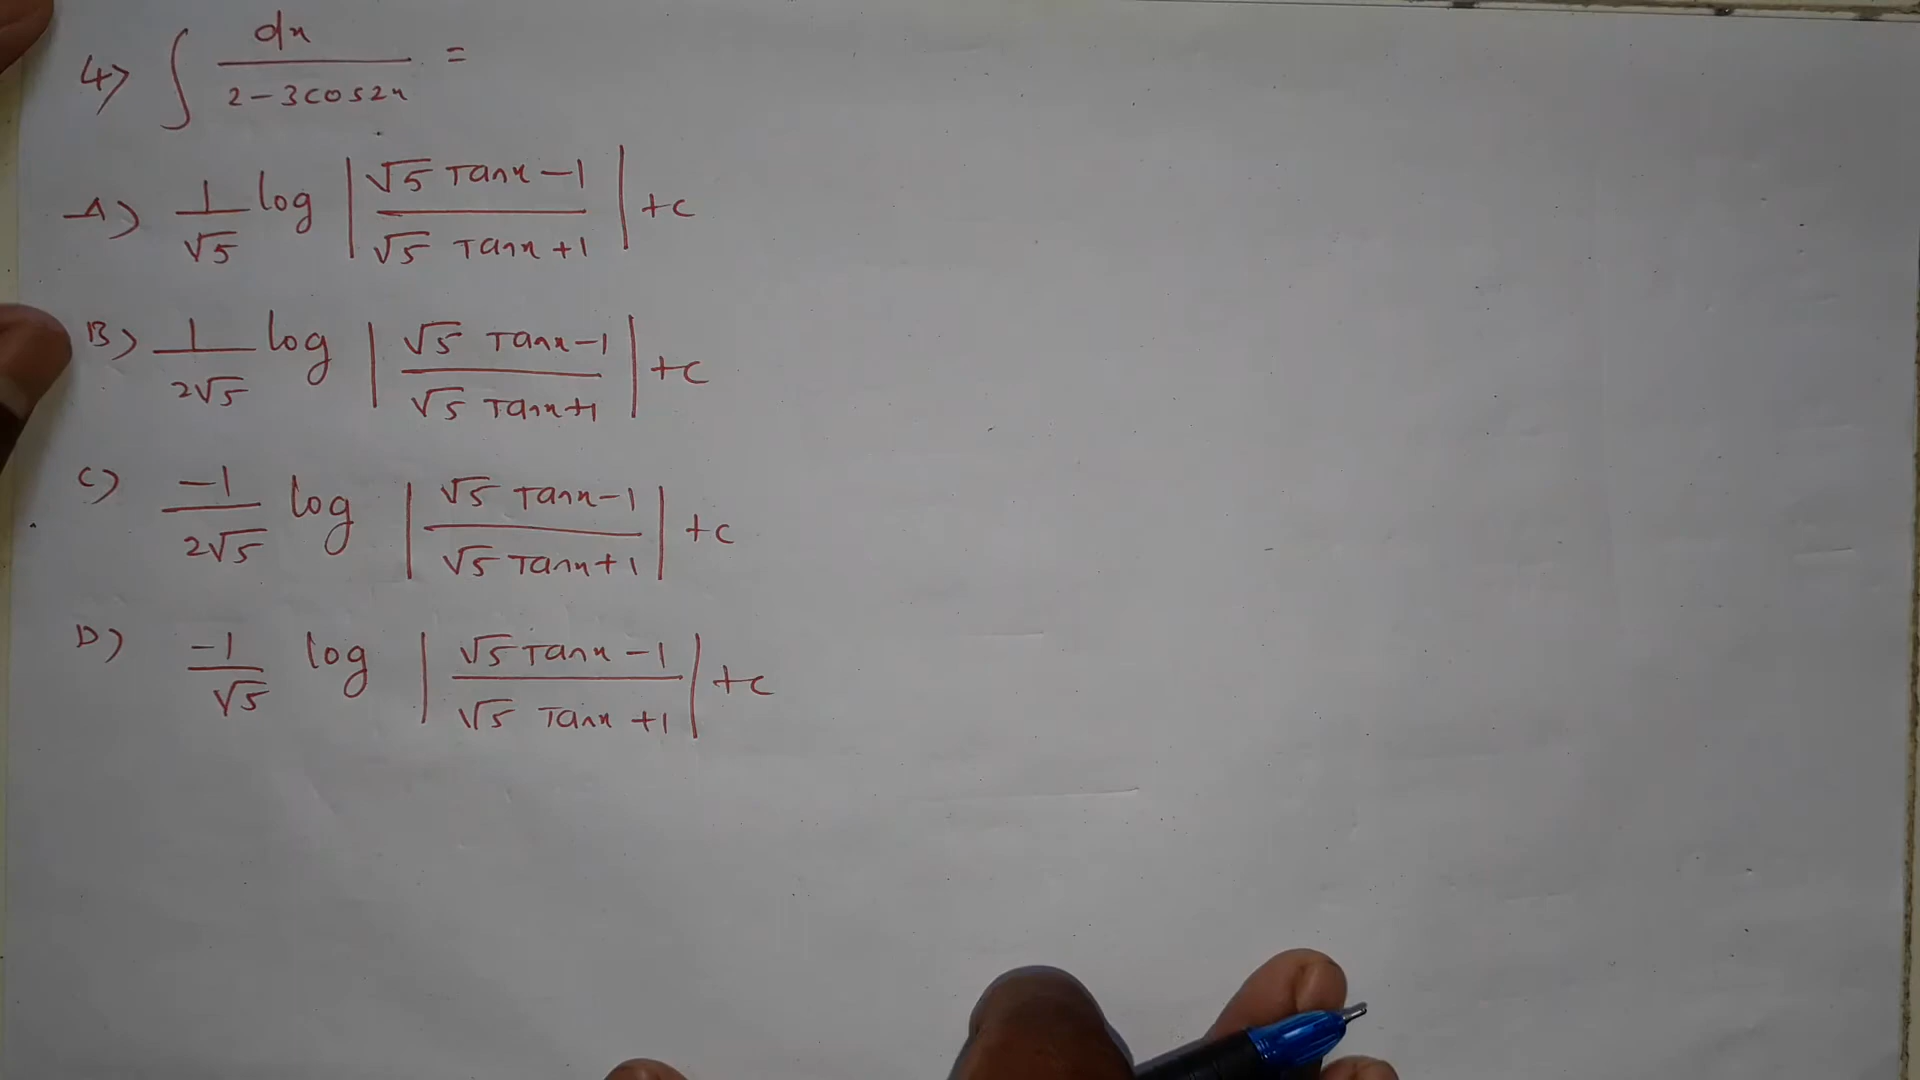 4) ∫ dx / (2-3cos2x) =
A) 1/√5 log |(√5 Tanx-1)/(√5 Tanx+1)| +c
B) 1/2√5 log |(√5 Tanx-1)/(√5 Tanx+1)| +c
C) -1/2√5 log |(√5 Tanx-1)/(√5 Tanx+1)| +c
D) -1/√5 log |(√5 Tanx-1)/(√5 Tanx+1)| +c